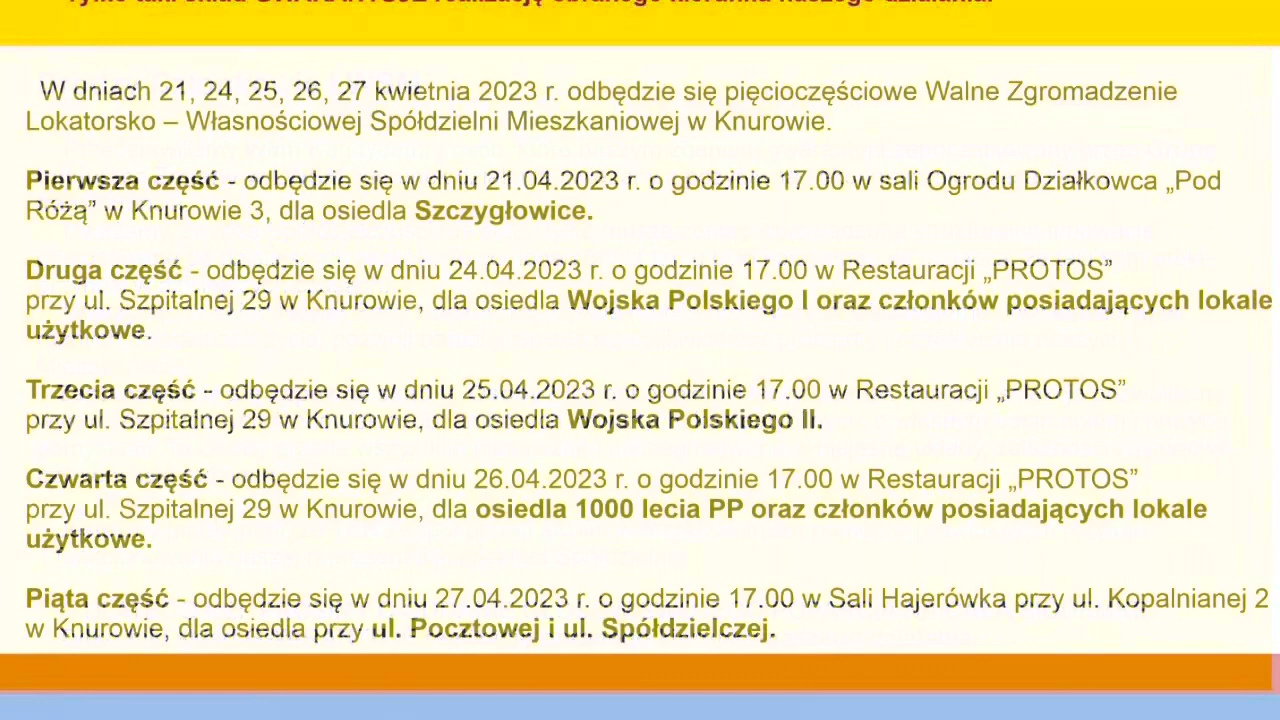 realizację obranego kierunku naszego działania.
W dniach 21, 24, 25, 26, 27 kwietnia 2023 r. odbędzie się pięcioczęściowe Walne Zgromadzenie
Lokatorsko – Własnościowej Spółdzielni Mieszkaniowej w Knurowie.
Pierwsza część - odbędzie się w dniu 21.04.2023 r. o godzinie 17.00 w sali Ogrodu Działkowca „Pod
Różą” w Knurowie 3, dla osiedla Szczygłowice.
Druga część - odbędzie się w dniu 24.04.2023 r. o godzinie 17.00 w Restauracji „PROTOS”
przy ul. Szpitalnej 29 w Knurowie, dla osiedla Wojska Polskiego I oraz członków posiadających lokale
użytkowe.
Trzecia część - odbędzie się w dniu 25.04.2023 r. o godzinie 17.00 w Restauracji „PROTOS”
przy ul. Szpitalnej 29 w Knurowie, dla osiedla Wojska Polskiego II.
Czwarta część - odbędzie się w dniu 26.04.2023 r. o godzinie 17.00 w Restauracji „PROTOS”
przy ul. Szpitalnej 29 w Knurowie, dla osiedla 1000 lecia PP oraz członków posiadających lokale
użytkowe.
Piąta część - odbędzie się w dniu 27.04.2023 r. o godzinie 17.00 w Sali Hajerówka przy ul. Kopalnianej 2
w Knurowie, dla osiedla przy ul. Pocztowej i ul. Spółdzielczej.